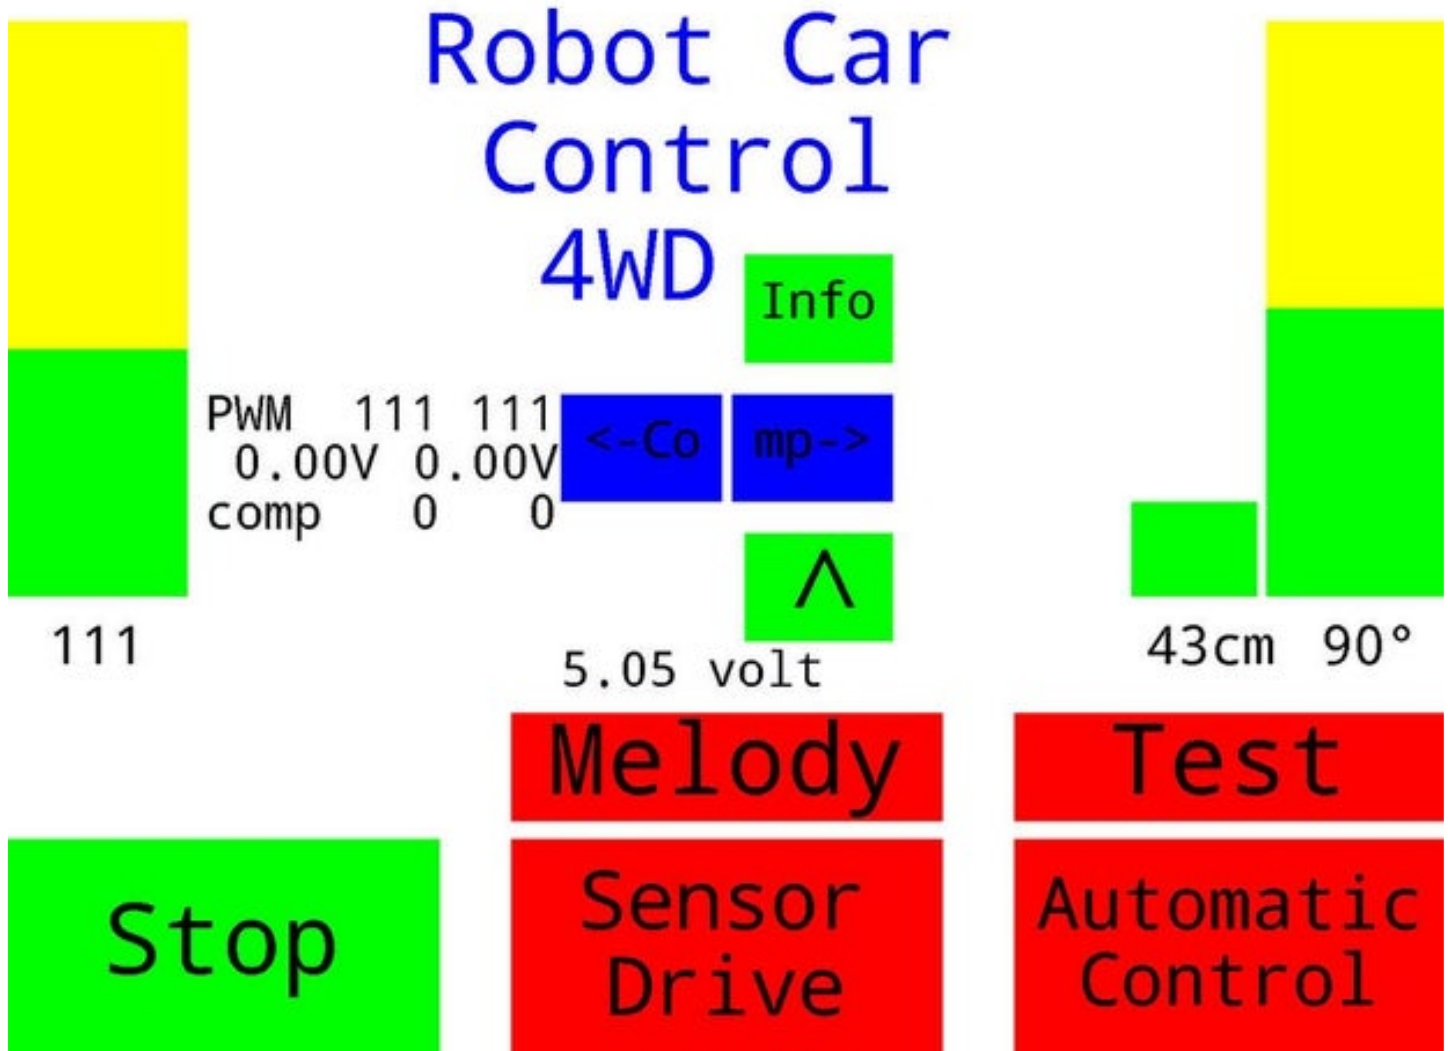 Robot Car
Control
4WD
Info
PWM 111 111
0.00V 0.00V
comp 0 0
<-Co mp->
^
111
5.05 volt
43cm 90°
Melody
Test
Stop
Sensor
Drive
Automatic
Control